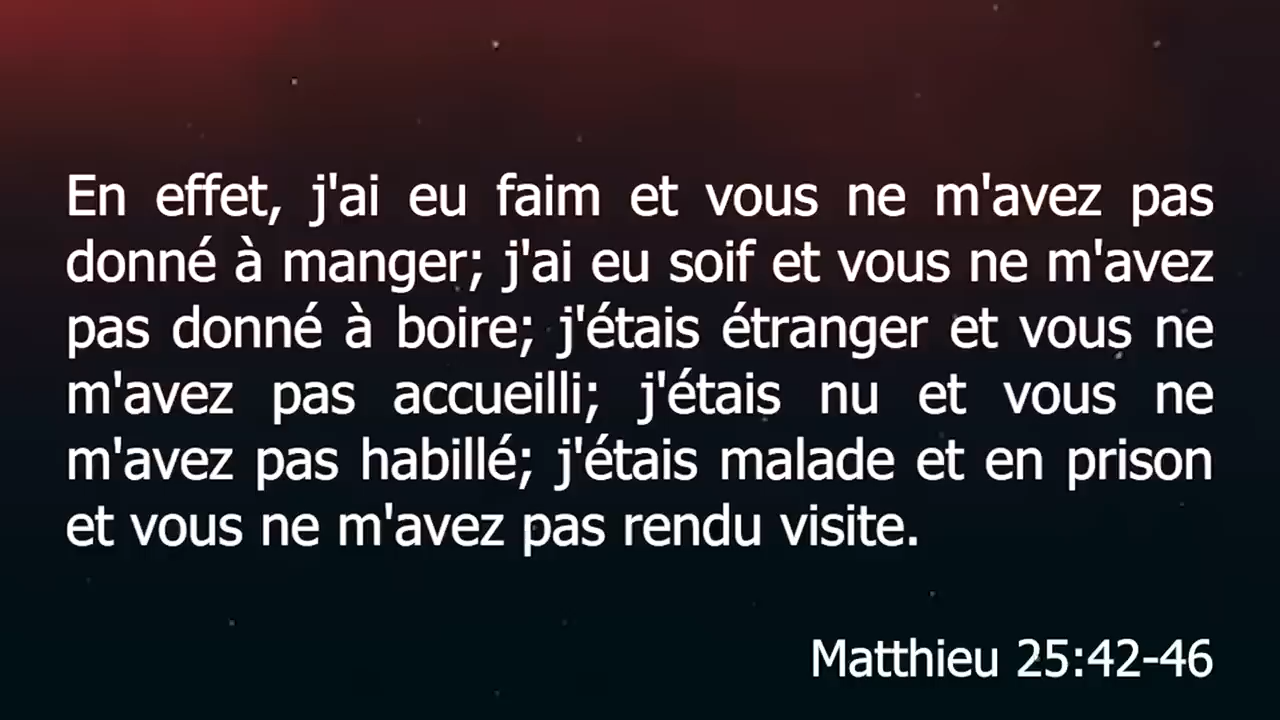 En effet, j'ai eu faim et vous ne m'avez pas
donné à manger; j'ai eu soif et vous ne m'avez
pas donné à boire; j'étais étranger et vous ne
m'avez pas accueilli; j'étais nu et vous ne
m'avez pas habillé; j'étais malade et en prison
et vous ne m'avez pas rendu visite.
Matthieu 25:42-46